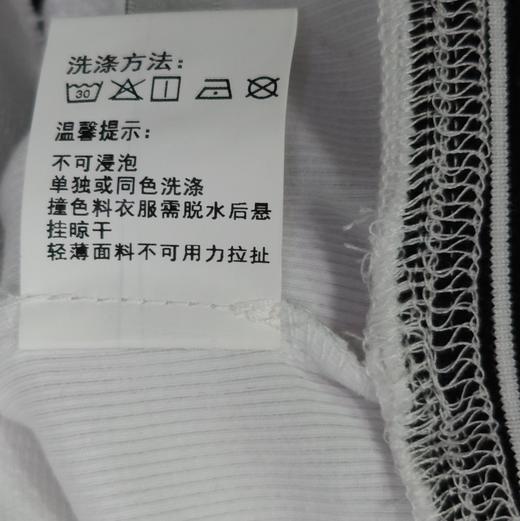 洗涤方法：
30
温馨提示：
不可浸泡
单独或同色洗涤
撞色料衣服需脱水后悬
挂晾干
轻薄面料不可用力拉扯